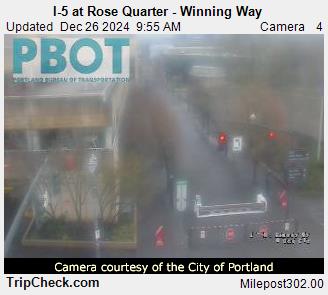 I-5 at Rose Quarter - Winning Way
Updated Dec 26 2024 9:55 AM Camera 4
PBOT
PORTLAND BUREAU OF TRANSPORTATION
Camera courtesy of the City of Portland
TripCheck.com Milepost302.00